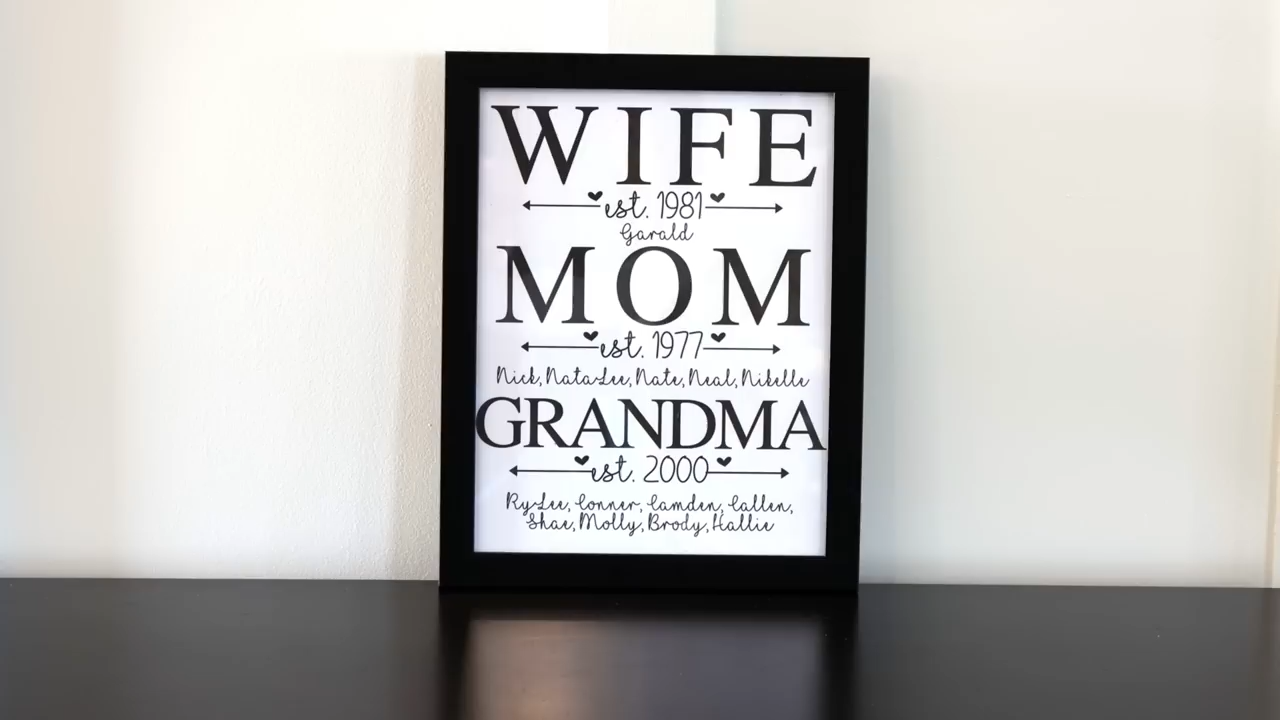 WIFE
est. 1981
Garald
MOM
est. 1977
Nick, NataLee, Nate, Neal, Nikelle
GRANDMA
est. 2000
RyLee, Conner, Camden, Callen,
Shae, Molly, Brody, Hallie